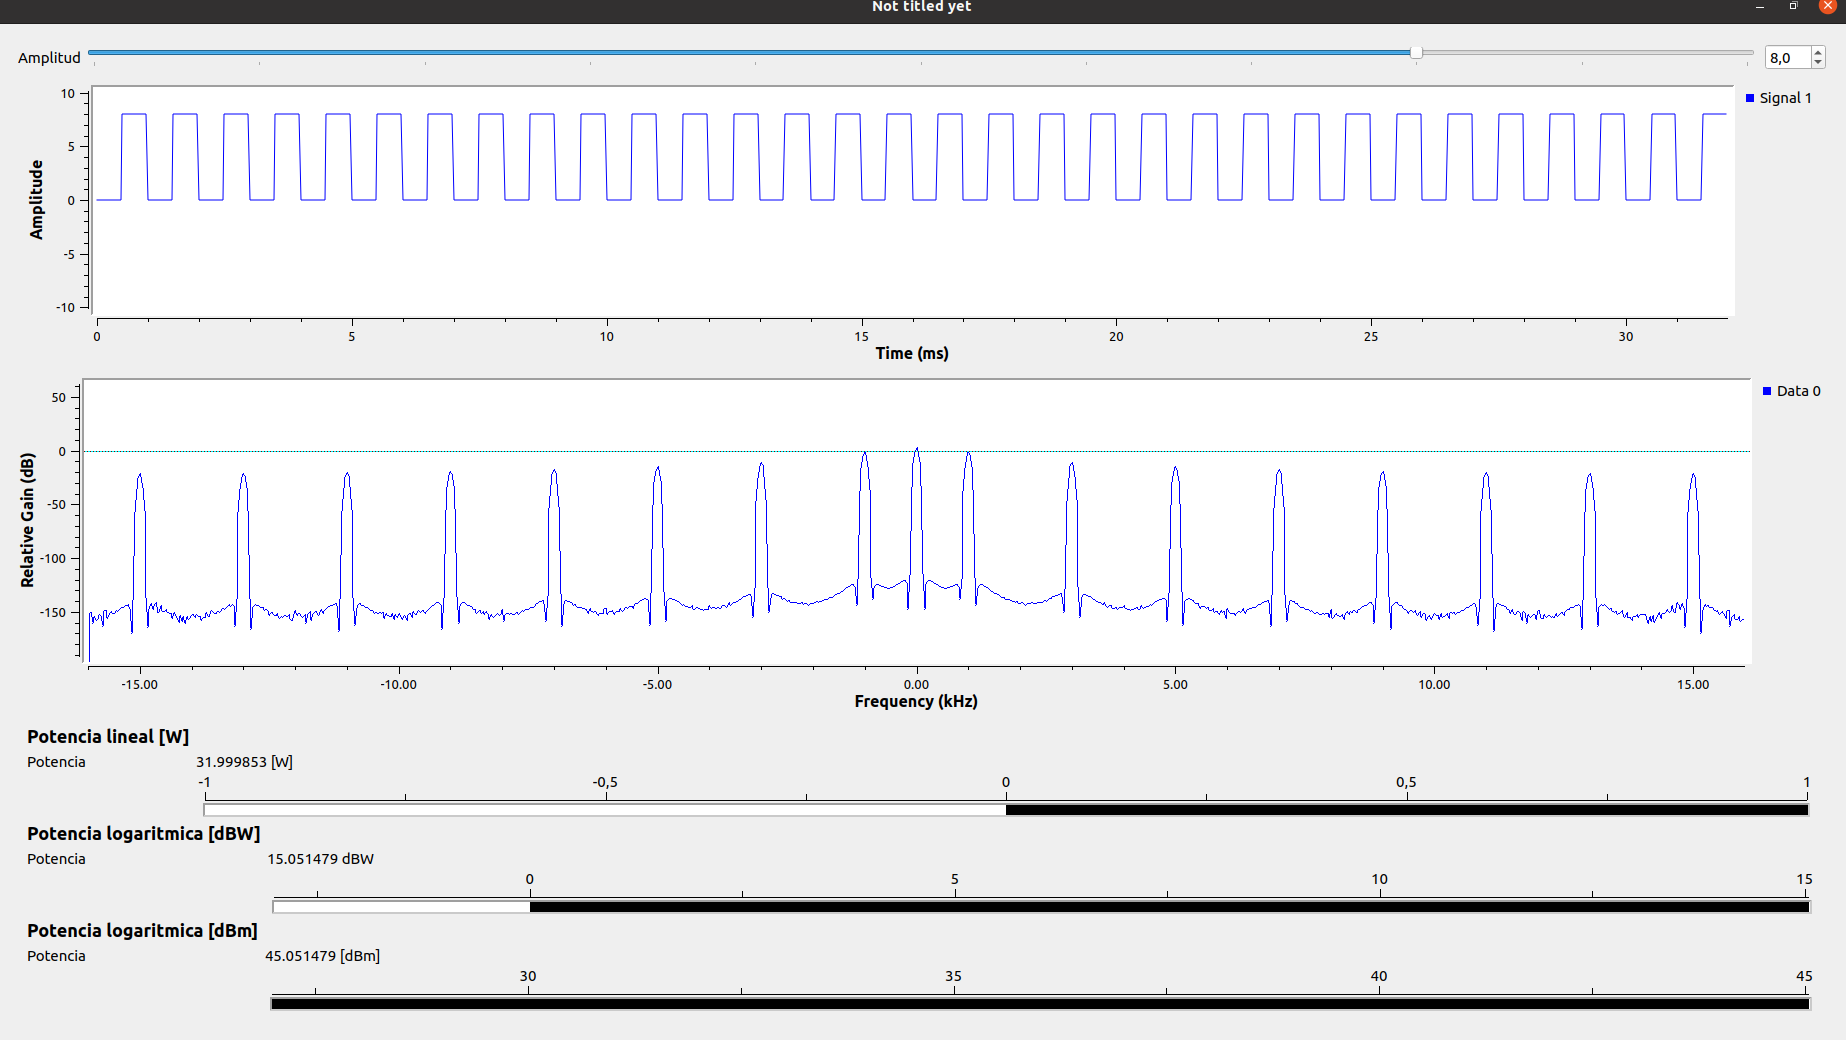 Not titled yet
Amplitud
8,0
10
5
0
-5
-10
Amplitude
Signal 1
0 5 10 15 20 25 30
Time (ms)
50
0
-50
-100
-150
Relative Gain (dB)
Data 0
-15.00 -10.00 -5.00 0.00 5.00 10.00 15.00
Frequency (kHz)
Potencia lineal [W]
Potencia 31.999853 [W]
-1 -0,5 0 0,5 1
Potencia logaritmica [dBW]
Potencia 15.051479 dBW
0 5 10 15
Potencia logaritmica [dBm]
Potencia 45.051479 [dBm]
30 35 40 45